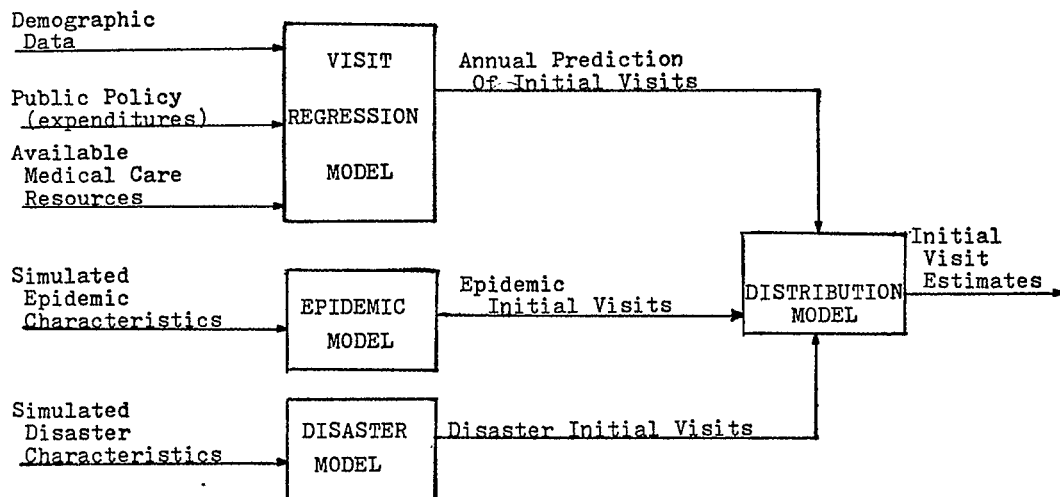 Demographic
Data
Public Policy
(expenditures)
Available
Medical Care
Resources
VISIT
REGRESSION
MODEL
Annual Prediction
Of Initial Visits
Simulated
Epidemic
Characteristics
EPIDEMIC
MODEL
Epidemic
Initial Visits
Simulated
Disaster
Characteristics
DISASTER
MODEL
Disaster Initial Visits
DISTRIBUTION
MODEL
Initial
Visit
Estimates